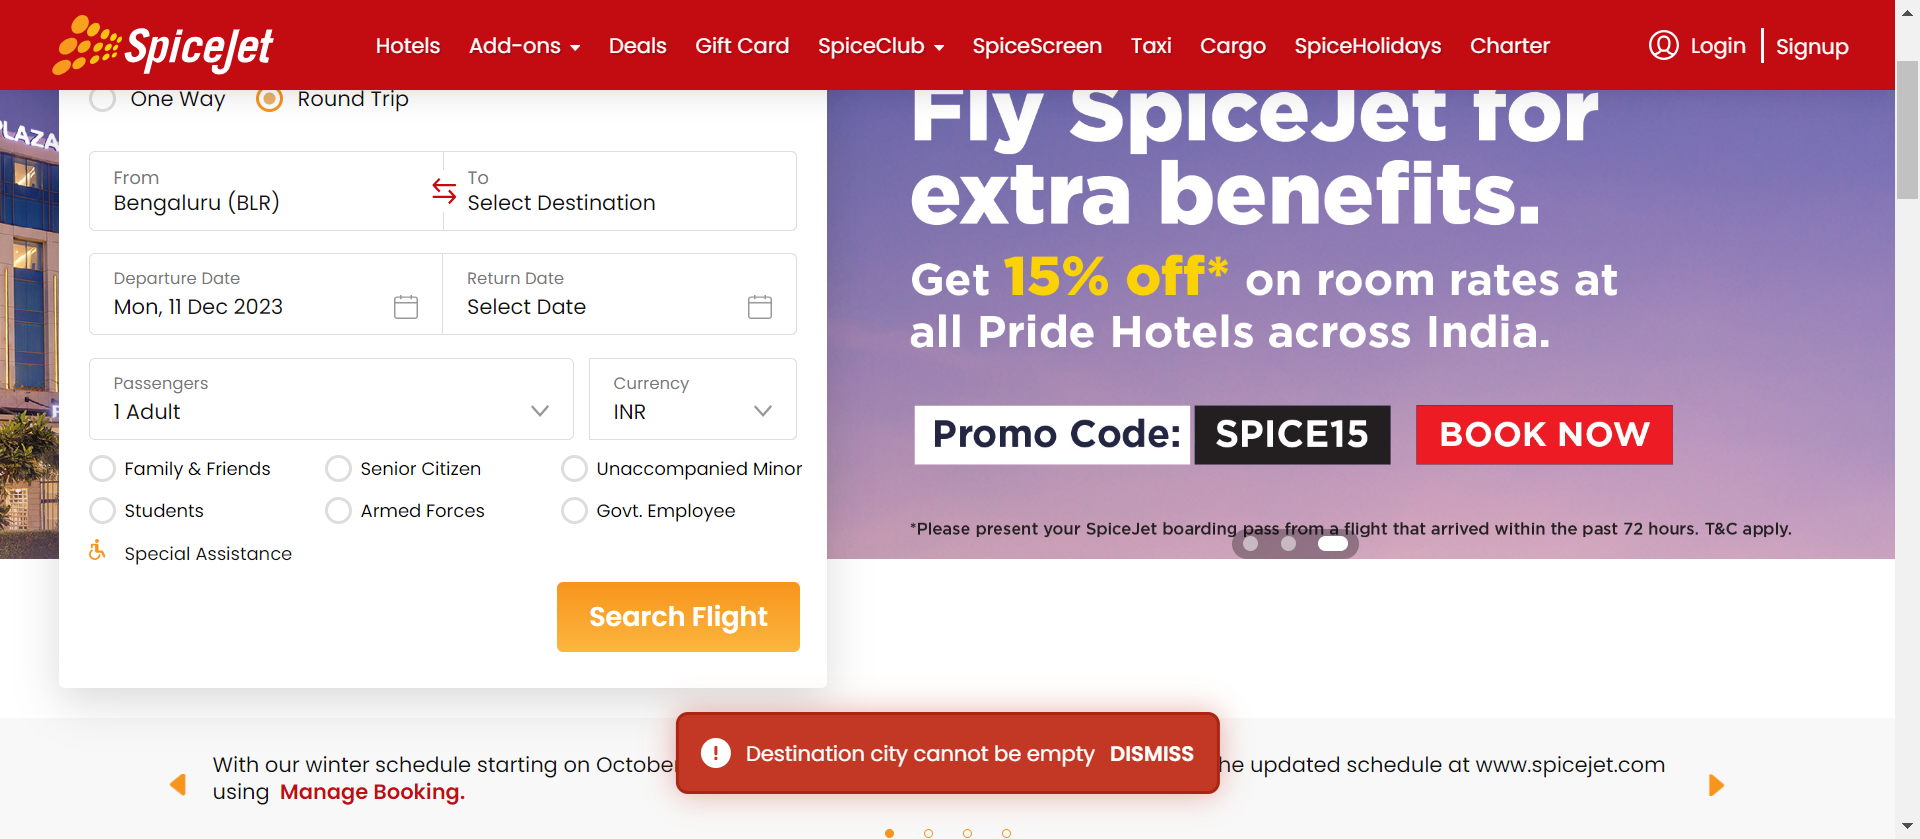 SpiceJet
Hotels
Add-ons
Deals
Gift Card
SpiceClub
SpiceScreen
Taxi
Cargo
SpiceHolidays
Charter
Login
Signup
One Way
Round Trip
PLAZA
From
Bengaluru (BLR)
To
Select Destination
Departure Date
Mon, 11 Dec 2023
Return Date
Select Date
Passengers
1 Adult
Currency
INR
Family & Friends
Senior Citizen
Unaccompanied Minor
Students
Armed Forces
Govt. Employee
Special Assistance
Search Flight
Fly SpiceJet for
extra benefits.
Get 15% off* on room rates at
all Pride Hotels across India.
Promo Code: SPICE15
BOOK NOW
*Please present your SpiceJet boarding pass from a flight that arrived within the past 72 hours. T&C apply.
Destination city cannot be empty DISMISS
With our winter schedule starting on October
he updated schedule at www.spicejet.com
using Manage Booking.